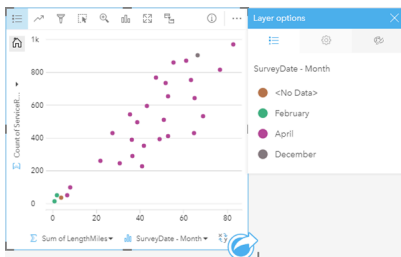 Layer options
SurveyDate - Month
<No Data>
February
April
December
1k
800
600
400
200
0
Count of ServiceR...
0 20 40 60 80
Sum of LengthMiles
SurveyDate - Month